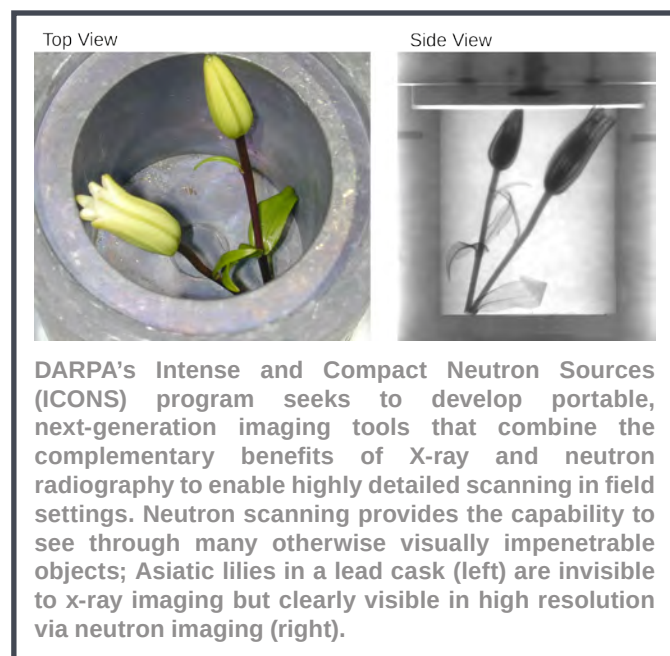 Top View
Side View
DARPA's Intense and Compact Neutron Sources
(ICONS) program seeks to develop portable,
next-generation imaging tools that combine the
complementary benefits of X-ray and neutron
radiography to enable highly detailed scanning in field
settings. Neutron scanning provides the capability to
see through many otherwise visually impenetrable
objects; Asiatic lilies in a lead cask (left) are invisible
to x-ray imaging but clearly visible in high resolution
via neutron imaging (right).